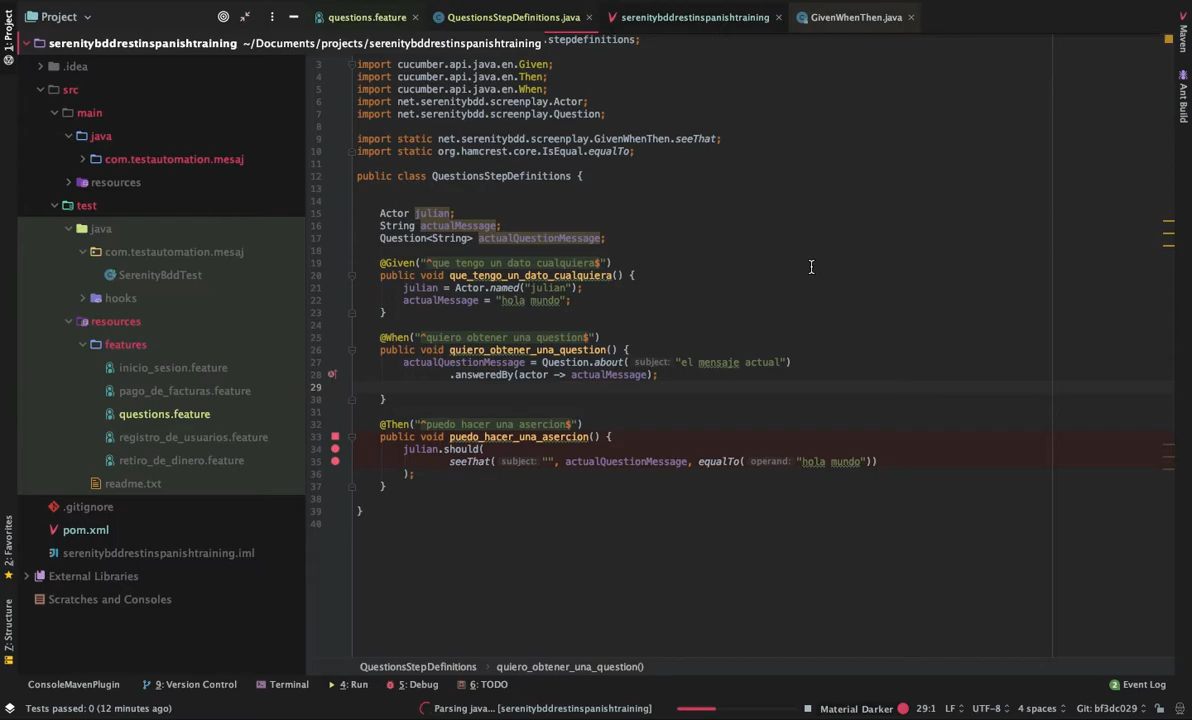 Project
questions.feature
QuestionsStepDefinitions.java
serenitybddrestinspanishtraining
GivenWhenThen.java
1: Project
Maven
Ant Build
serenitybddrestinspanishtraining ~/Documents/projects/serenitybddrestinspanishtraining
.idea
src
main
java
com.testautomation.mesaj
resources
test
java
com.testautomation.mesaj
SerenityBddTest
hooks
resources
features
inicio_sesion.feature
pago_de_facturas.feature
questions.feature
registro_de_usuarios.feature
retiro_de_dinero.feature
readme.txt
.gitignore
pom.xml
serenitybddrestinspanishtraining.iml
External Libraries
Scratches and Consoles
2: Favorites
Z: Structure
.stepdefinitions;
3 import cucumber.api.java.en.Given;
4 import cucumber.api.java.en.Then;
5 import cucumber.api.java.en.When;
6 import net.serenitybdd.screenplay.Actor;
7 import net.serenitybdd.screenplay.Question;
8
9 import static net.serenitybdd.screenplay.GivenWhenThen.seeThat;
10 import static org.hamcrest.core.IsEqual.equalTo;
11
12 public class QuestionsStepDefinitions {
13
14
15 Actor julian;
16 String actualMessage;
17 Question<String> actualQuestionMessage;
18
19 @Given("^que tengo un dato cualquiera$")
20 public void que_tengo_un_dato_cualquiera() {
21 julian = Actor.named("julian");
22 actualMessage = "hola mundo";
23 }
24
25 @When("^quiero obtener una question$")
26 public void quiero_obtener_una_question() {
27 actualQuestionMessage = Question.about( subject: "el mensaje actual")
28 .answeredBy(actor -> actualMessage);
29
30 }
31
32 @Then("^puedo hacer una asercion$")
33 public void puedo_hacer_una_asercion() {
34 julian.should(
35 seeThat( subject: "", actualQuestionMessage, equalTo( operand: "hola mundo"))
36 );
37 }
38
39 }
40
QuestionsStepDefinitions › quiero_obtener_una_question()
ConsoleMavenPlugin
9: Version Control
Terminal
4: Run
5: Debug
6: TODO
2 Event Log
Tests passed: 0 (12 minutes ago)
Parsing java… [serenitybddrestinspanishtraining]
Material Darker
29:1
LF
UTF-8
4 spaces
Git: bf3dc029